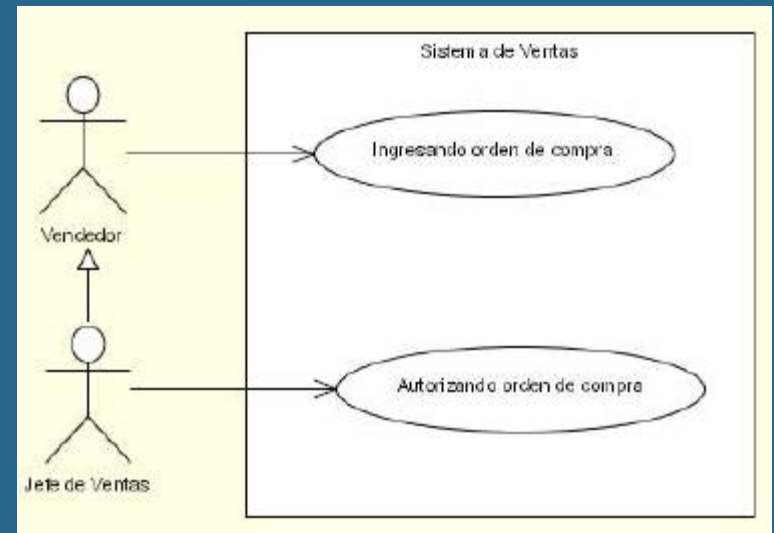 Sistema de Ventas
Ingresando orden de compra
Vendedor
Autorizando orden de compra
Jefe de Ventas